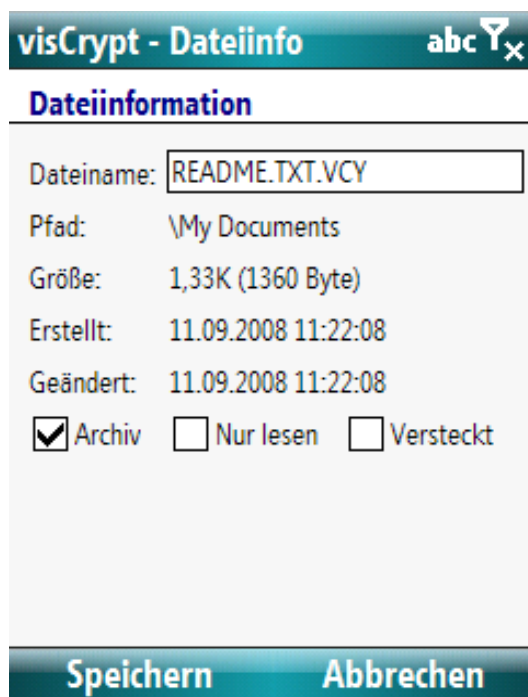 visCrypt - Dateiinfo abc
Dateiinformation
Dateiname: README.TXT.VCY
Pfad: \My Documents
Größe: 1,33K (1360 Byte)
Erstellt: 11.09.2008 11:22:08
Geändert: 11.09.2008 11:22:08
Archiv Nur lesen Versteckt
Speichern Abbrechen